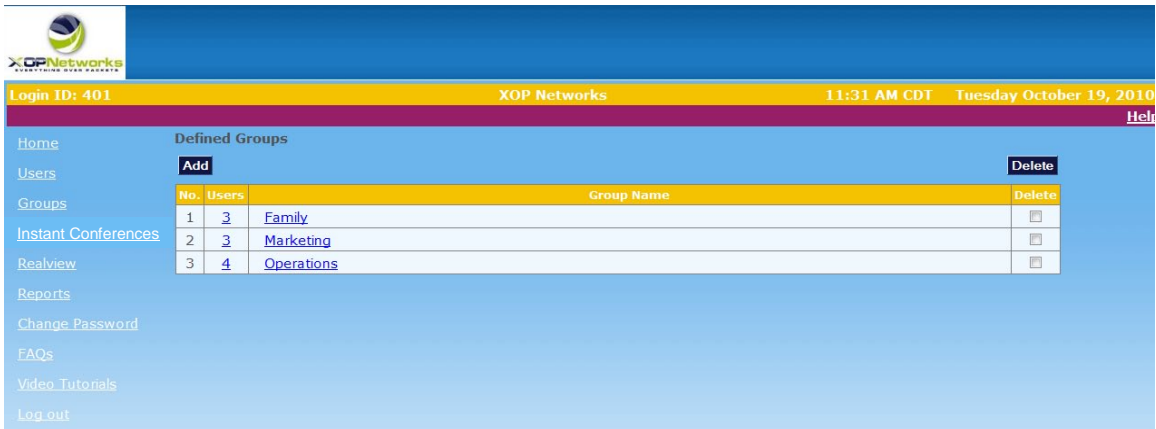 XOPNetworks
EVERYTHING OVER PACKETS
Login ID: 401 XOP Networks 11:31 AM CDT Tuesday October 19, 2010
Help
Home
Users
Groups
Instant Conferences
Realview
Reports
Change Password
FAQs
Video Tutorials
Log out
Defined Groups
Add Delete
No. Users Group Name Delete
1 3 Family
2 3 Marketing
3 4 Operations